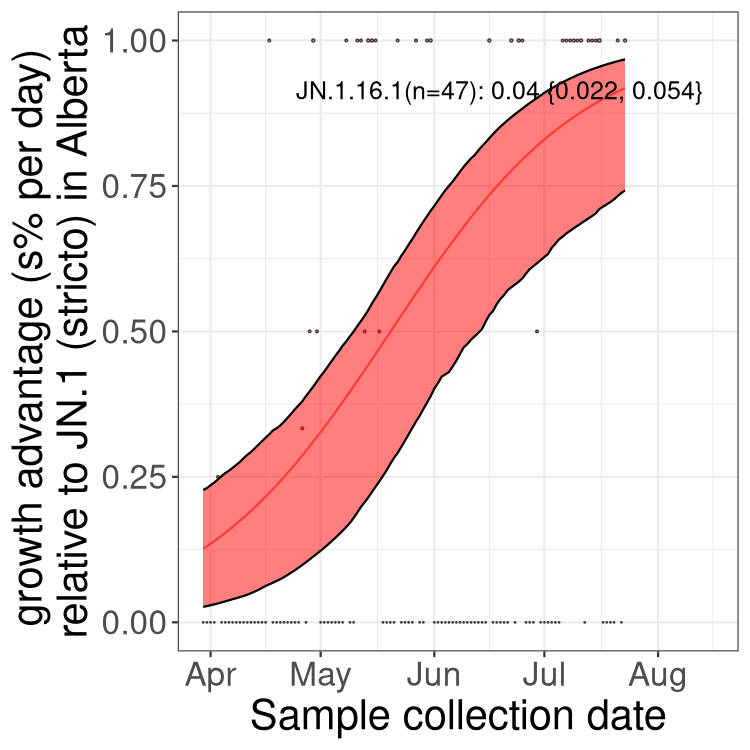 growth advantage (s% per day)
relative to JN.1 (stricto) in Alberta
1.00
0.75
0.50
0.25
0.00
JN.1.16.1(n=47): 0.04 {0.022, 0.054}
Apr May Jun Jul Aug
Sample collection date